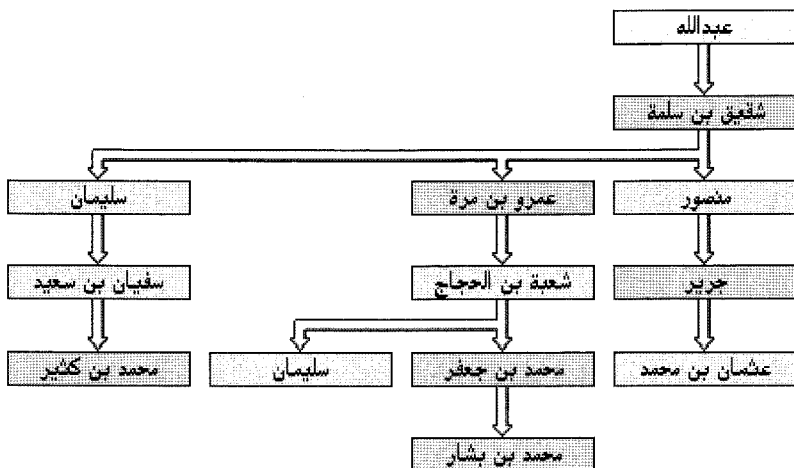 عبدالله
شقيق بن سلمة
منصور
عمرو بن مرة
سليمان
جرير
شعبة بن الحجاج
سفيان بن سعيد
عثمان بن محمد
محمد بن جعفر
سليمان
محمد بن كثير
محمد بن بشار